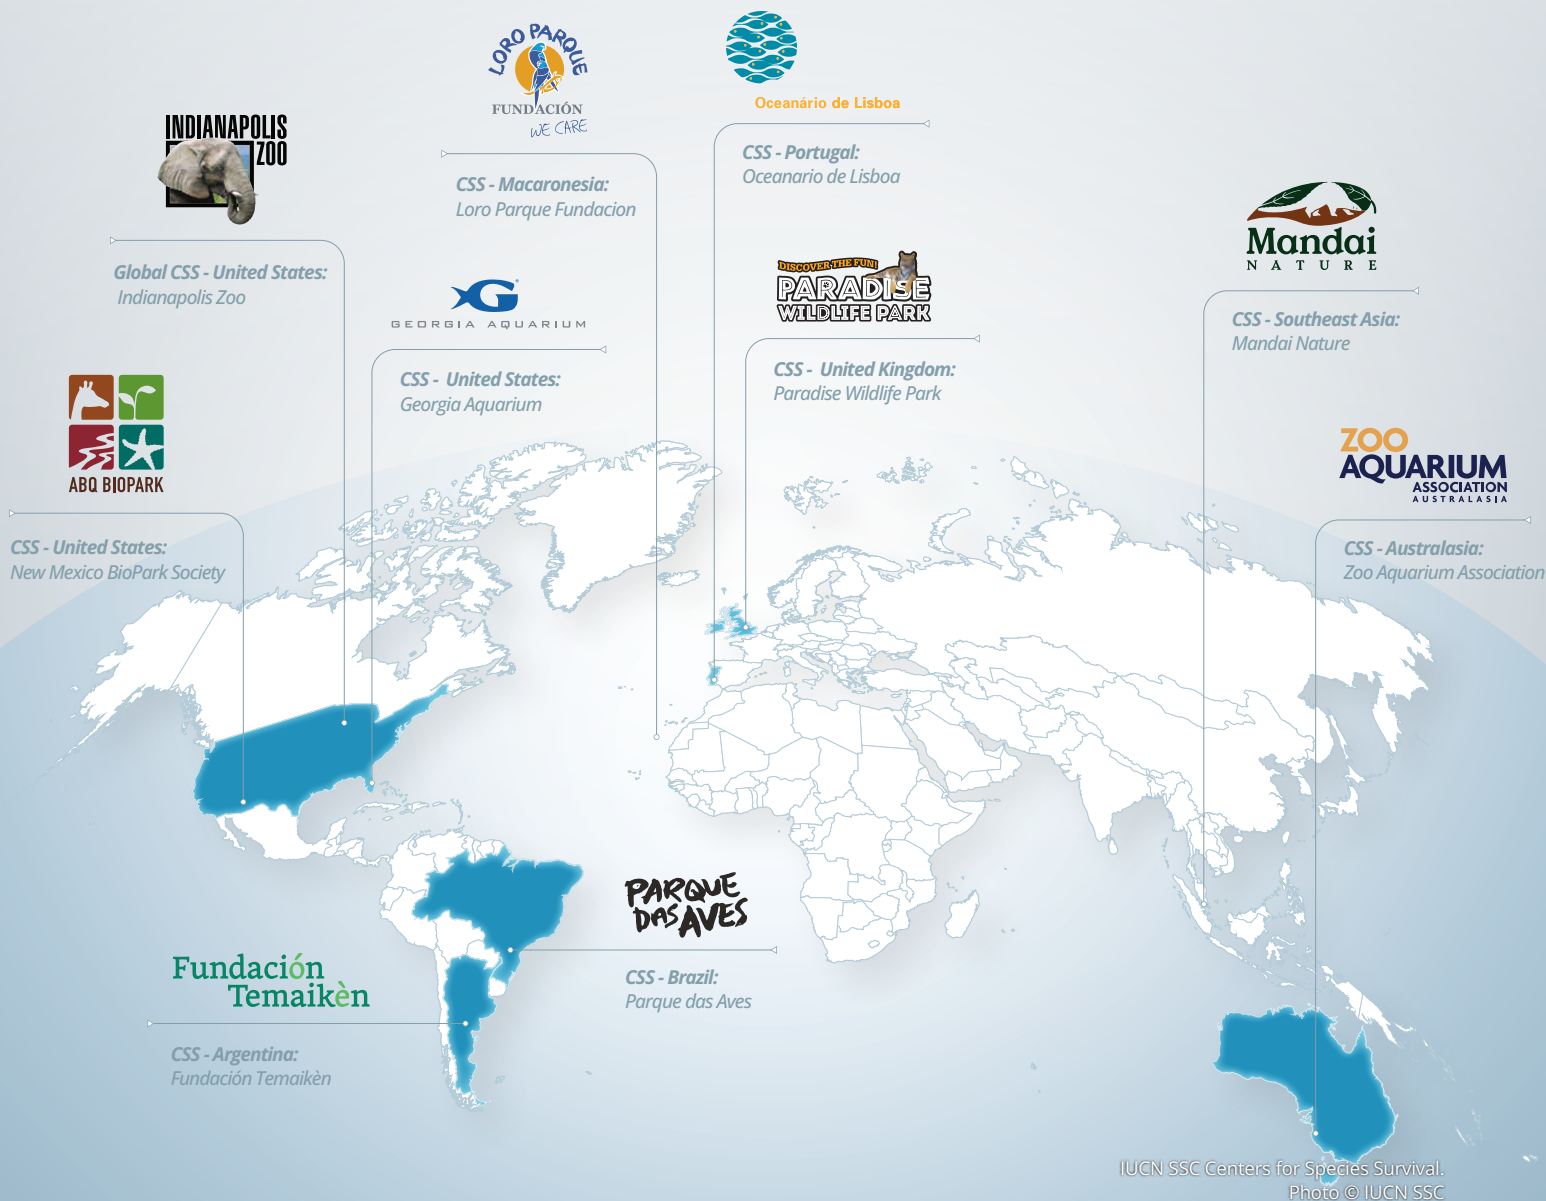 LORO PARQUE
FUNDACIÓN
WE CARE
CSS - Macaronesia:
Loro Parque Fundacion
Oceanário de Lisboa
CSS - Portugal:
Oceanario de Lisboa
INDIANAPOLIS
ZOO
Global CSS - United States:
Indianapolis Zoo
GEORGIA AQUARIUM
CSS - United States:
Georgia Aquarium
DISCOVER THE FUN!
PARADISE
WILDLIFE PARK
CSS - United Kingdom:
Paradise Wildlife Park
Mandai
NATURE
CSS - Southeast Asia:
Mandai Nature
ABQ BIOPARK
CSS - United States:
New Mexico BioPark Society
ZOO
AQUARIUM
ASSOCIATION
AUSTRALASIA
CSS - Australasia:
Zoo Aquarium Association
PARQUE
DAS AVES
CSS - Brazil:
Parque das Aves
Fundación
Temaikèn
CSS - Argentina:
Fundación Temaikèn
IUCN SSC Centers for Species Survival.
Photo © IUCN SSC